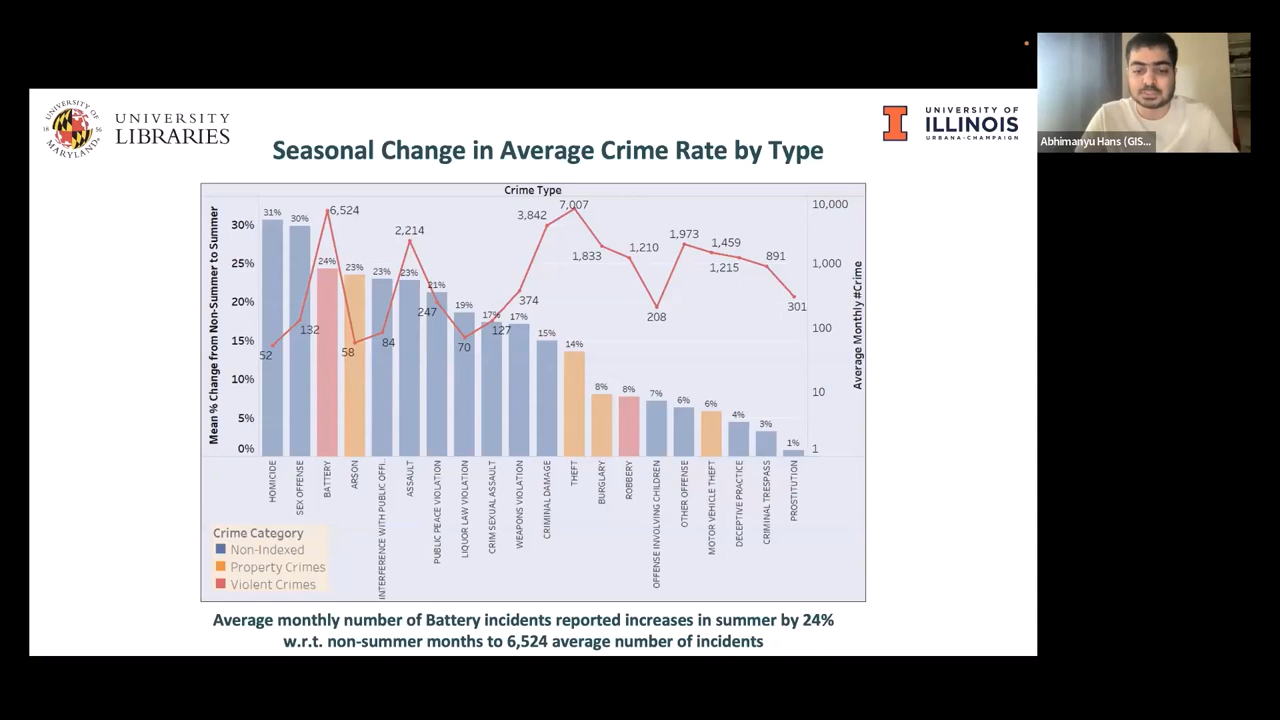 UNIVERSITY OF
MARYLAND
18 56
UNIVERSITY
LIBRARIES
UNIVERSITY OF
ILLINOIS
URBANA-CHAMPAIGN
Abhimanyu Hans (GIS...
Seasonal Change in Average Crime Rate by Type
Crime Type
Mean % Change from Non-Summer to Summer
30%
25%
20%
15%
10%
5%
0%
31%
30%
24%
23%
23%
23%
21%
19%
17%
17%
15%
14%
8%
8%
7%
6%
6%
4%
3%
1%
52
132
6,524
58
84
2,214
247
70
127
374
3,842
7,007
1,833
1,210
208
1,973
1,459
1,215
891
301
10,000
1,000
100
10
1
Average Monthly #Crime
HOMICIDE
SEX OFFENSE
BATTERY
ARSON
INTERFERENCE WITH PUBLIC OFFI..
ASSAULT
PUBLIC PEACE VIOLATION
LIQUOR LAW VIOLATION
CRIM SEXUAL ASSAULT
WEAPONS VIOLATION
CRIMINAL DAMAGE
THEFT
BURGLARY
ROBBERY
OFFENSE INVOLVING CHILDREN
OTHER OFFENSE
MOTOR VEHICLE THEFT
DECEPTIVE PRACTICE
CRIMINAL TRESPASS
PROSTITUTION
Crime Category
Non-Indexed
Property Crimes
Violent Crimes
Average monthly number of Battery incidents reported increases in summer by 24%
w.r.t. non-summer months to 6,524 average number of incidents